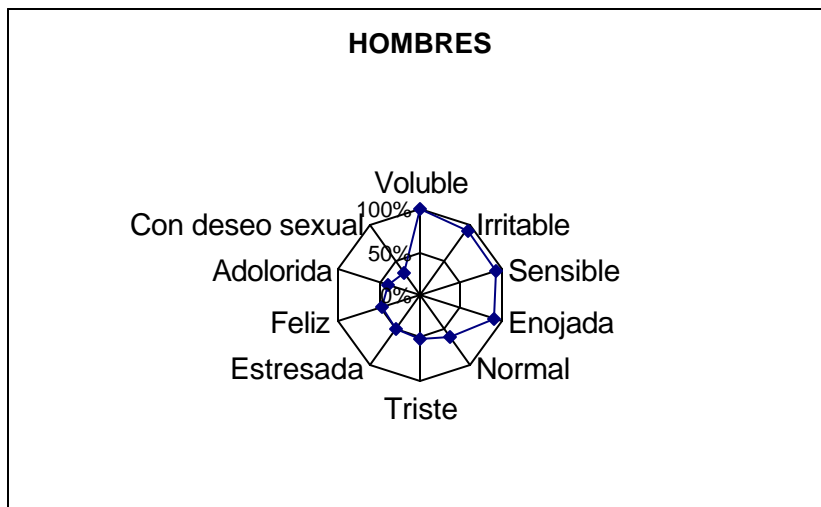 HOMBRES
Voluble
100%
Irritable
Con deseo sexual
50%
Sensible
Adolorida
0%
Enojada
Feliz
Normal
Estresada
Triste